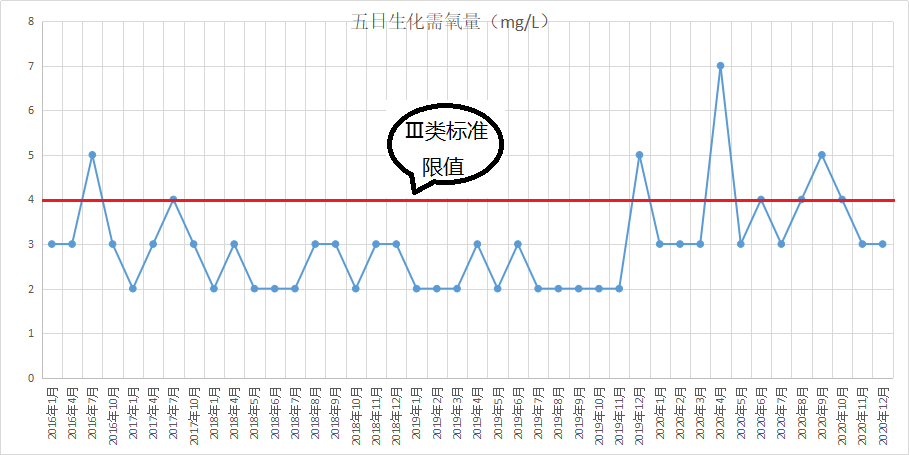 五日生化需氧量（mg/L）
8
7
6
5
4
3
2
1
0
Ⅲ类标准
限值
2016年1月
2016年4月
2016年7月
2016年10月
2017年1月
2017年4月
2017年7月
2017年10月
2018年1月
2018年4月
2018年5月
2018年6月
2018年7月
2018年8月
2018年9月
2018年10月
2018年11月
2018年12月
2019年1月
2019年2月
2019年3月
2019年4月
2019年5月
2019年6月
2019年7月
2019年8月
2019年9月
2019年10月
2019年11月
2019年12月
2020年1月
2020年2月
2020年3月
2020年4月
2020年5月
2020年6月
2020年7月
2020年8月
2020年9月
2020年10月
2020年11月
2020年12月